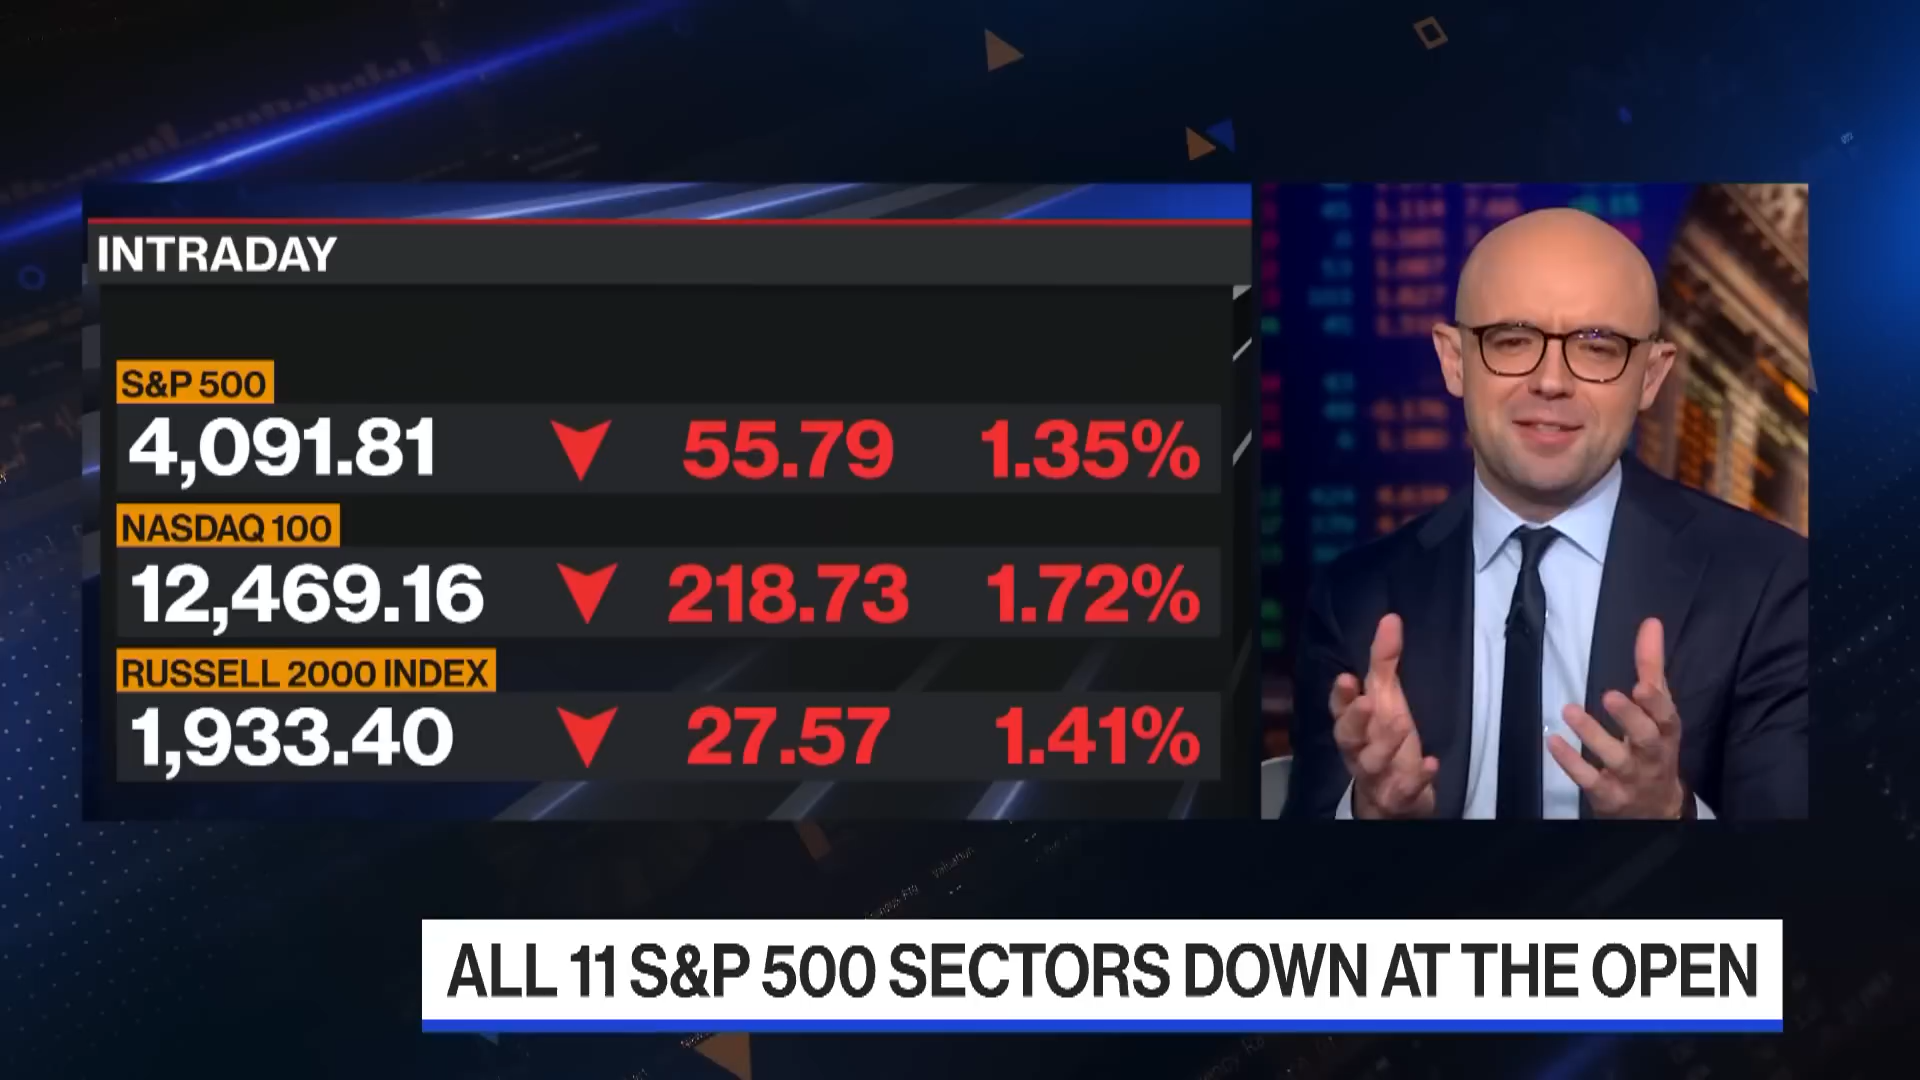 INTRADAY
S&P 500
4,091.81 55.79 1.35%
NASDAQ 100
12,469.16 218.73 1.72%
RUSSELL 2000 INDEX
1,933.40 27.57 1.41%
Valuation
ALL 11 S&P 500 SECTORS DOWN AT THE OPEN